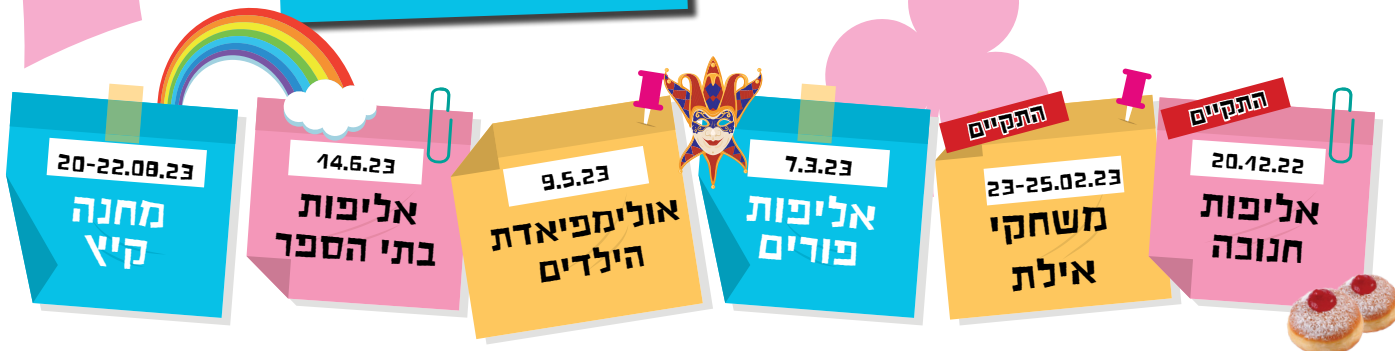 התקיים
20.12.22
אליפות
חנוכה
התקיים
23-25.02.23
משחקי
אילת
7.3.23
אליפות
פורים
9.5.23
אולימפיאדת
הילדים
14.6.23
אליפות
בתי הספר
20-22.08.23
מחנה
קיץ